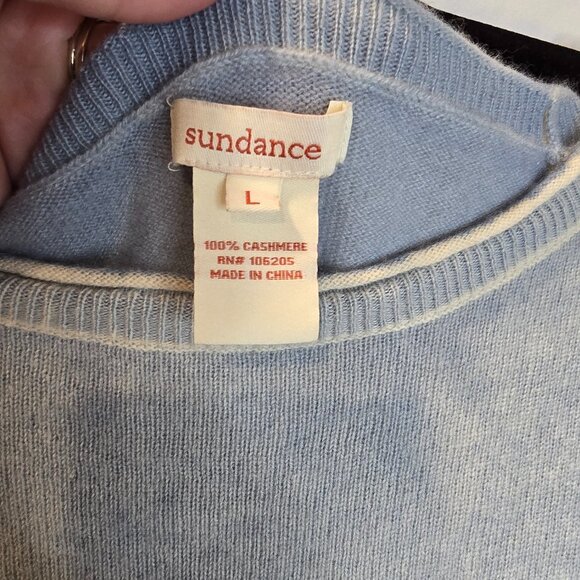 sundance
L
100% CASHMERE
RN# 106205
MADE IN CHINA